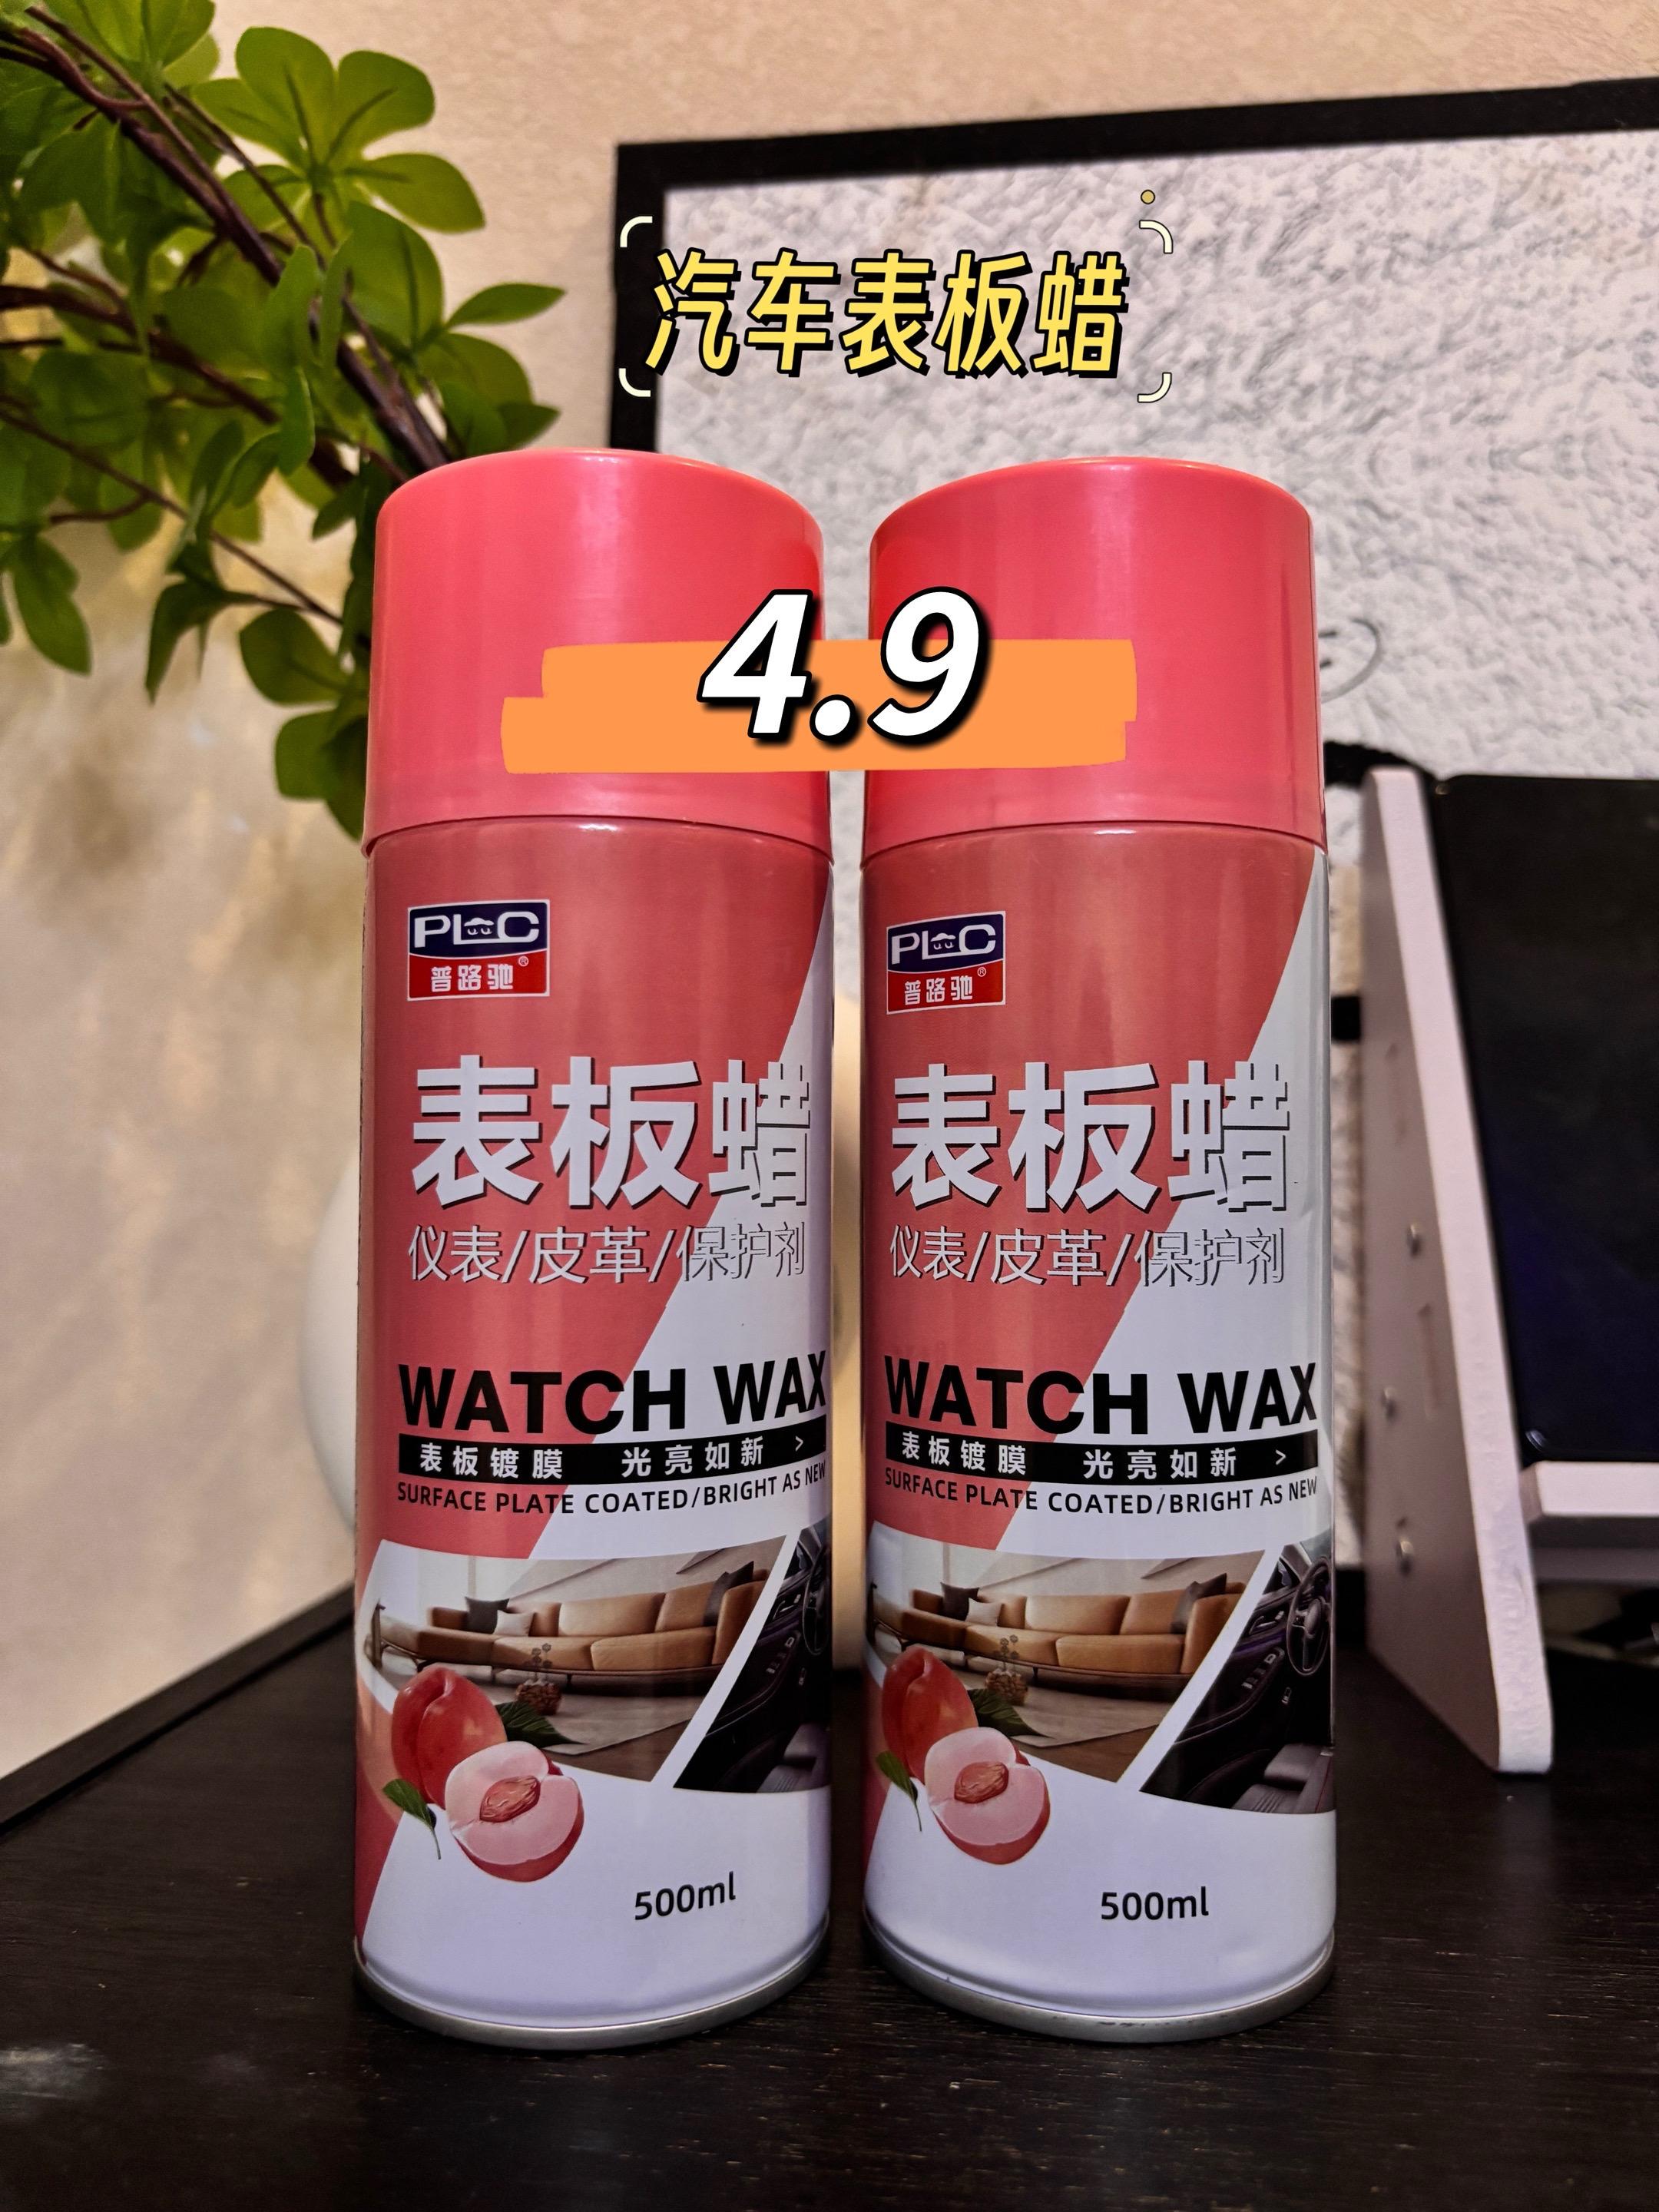 汽车表板蜡
4.9
PLC
普路驰®
表板蜡
仪表/皮革/保护剂
WATCH WAX
表板镀膜 光亮如新 >
SURFACE PLATE COATED/BRIGHT AS NEW
500ml
PLC
普路驰®
表板蜡
仪表/皮革/保护剂
WATCH WAX
表板镀膜 光亮如新 >
SURFACE PLATE COATED/BRIGHT AS NEW
500ml